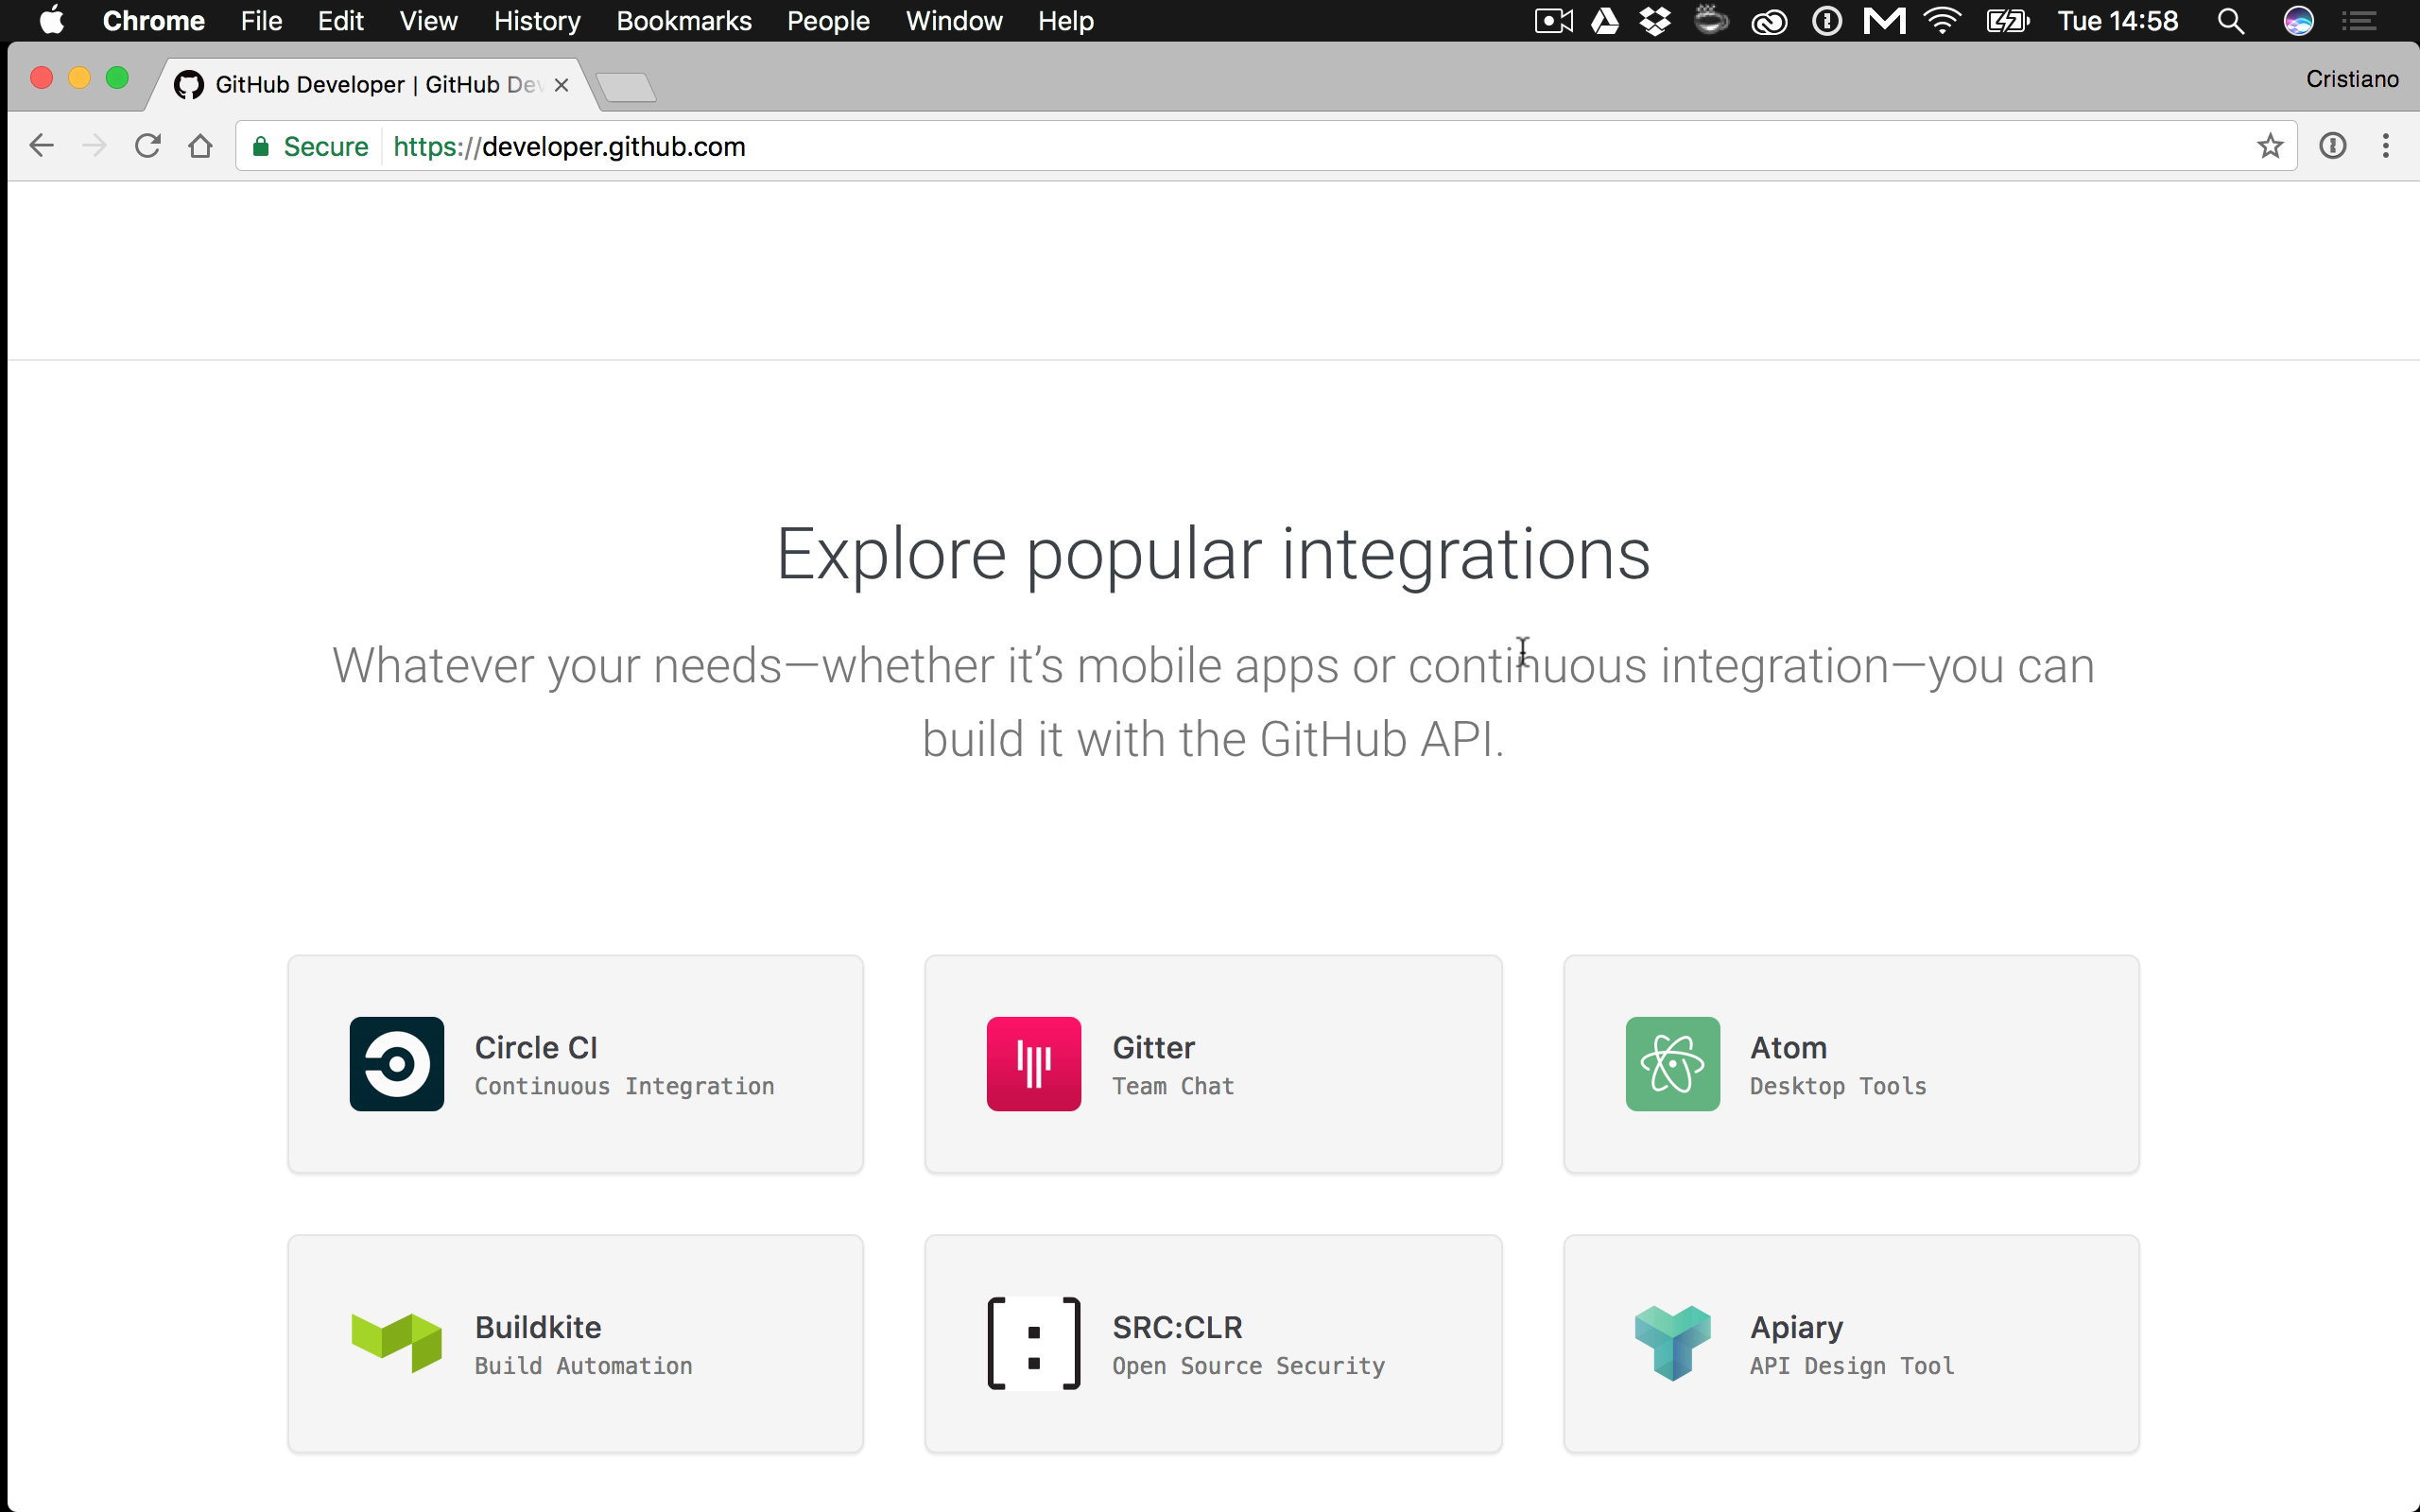 Chrome File Edit View History Bookmarks People Window Help Tue 14:58
GitHub Developer | GitHub Dev Cristiano
Secure https://developer.github.com
Explore popular integrations
Whatever your needs—whether it’s mobile apps or continuous integration—you can
build it with the GitHub API.
Circle CI
Continuous Integration
Gitter
Team Chat
Atom
Desktop Tools
Buildkite
Build Automation
SRC:CLR
Open Source Security
Apiary
API Design Tool